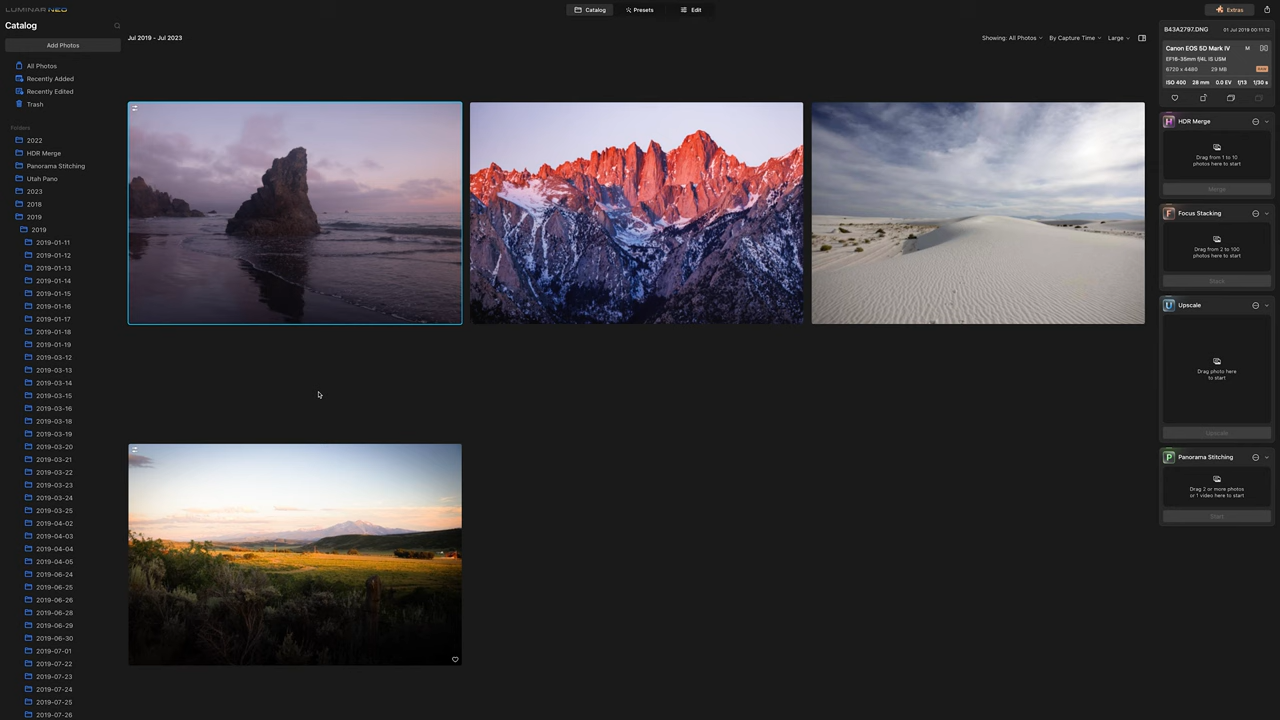 LUMINAR NEO
Catalog
Presets
Edit
Extras
Catalog
Add Photos
All Photos
Recently Added
Recently Edited
Trash
Folders
2022
HDR Merge
Panorama Stitching
Utah Pano
2023
2018
2019
2019
2019-01-11
2019-01-12
2019-01-13
2019-01-14
2019-01-15
2019-01-16
2019-01-17
2019-01-18
2019-01-19
2019-03-12
2019-03-13
2019-03-14
2019-03-15
2019-03-16
2019-03-18
2019-03-19
2019-03-20
2019-03-21
2019-03-22
2019-03-23
2019-03-24
2019-03-25
2019-04-02
2019-04-03
2019-04-04
2019-04-05
2019-06-24
2019-06-25
2019-06-26
2019-06-28
2019-06-29
2019-06-30
2019-07-01
2019-07-22
2019-07-23
2019-07-24
2019-07-25
2019-07-26
Jul 2019 - Jul 2023
Showing: All Photos
By Capture Time
Large
B43A2797.DNG 01 Jul 2019 00:11:12
Canon EOS 5D Mark IV M
EF16-35mm f/4L IS USM
6720 x 4480 29 MB RAW
ISO 400 28 mm 0.0 EV f/13 1/30 s
HDR Merge
Drag from 1 to 10
photos here to start
Merge
Focus Stacking
Drag from 2 to 100
photos here to start
Stack
Upscale
Drag photo here
to start
Upscale
Panorama Stitching
Drag 2 or more photos
or 1 video here to start
Start